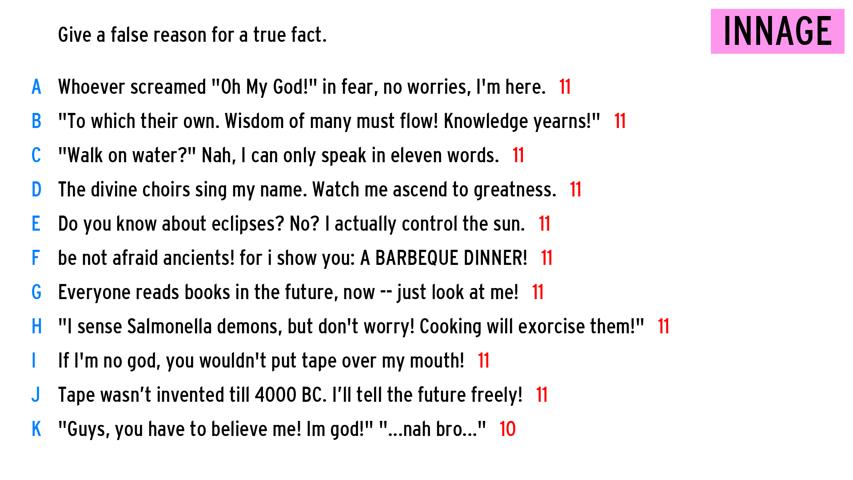 Give a false reason for a true fact.
INNAGE
A Whoever screamed "Oh My God!" in fear, no worries, I'm here. 11
B "To which their own. Wisdom of many must flow! Knowledge yearns!" 11
C "Walk on water?" Nah, I can only speak in eleven words. 11
D The divine choirs sing my name. Watch me ascend to greatness. 11
E Do you know about eclipses? No? I actually control the sun. 11
F be not afraid ancients! for i show you: A BARBEQUE DINNER! 11
G Everyone reads books in the future, now -- just look at me! 11
H "I sense Salmonella demons, but don't worry! Cooking will exorcise them!" 11
I If I'm no god, you wouldn't put tape over my mouth! 11
J Tape wasn’t invented till 4000 BC. I’ll tell the future freely! 11
K "Guys, you have to believe me! Im god!" "...nah bro..." 10